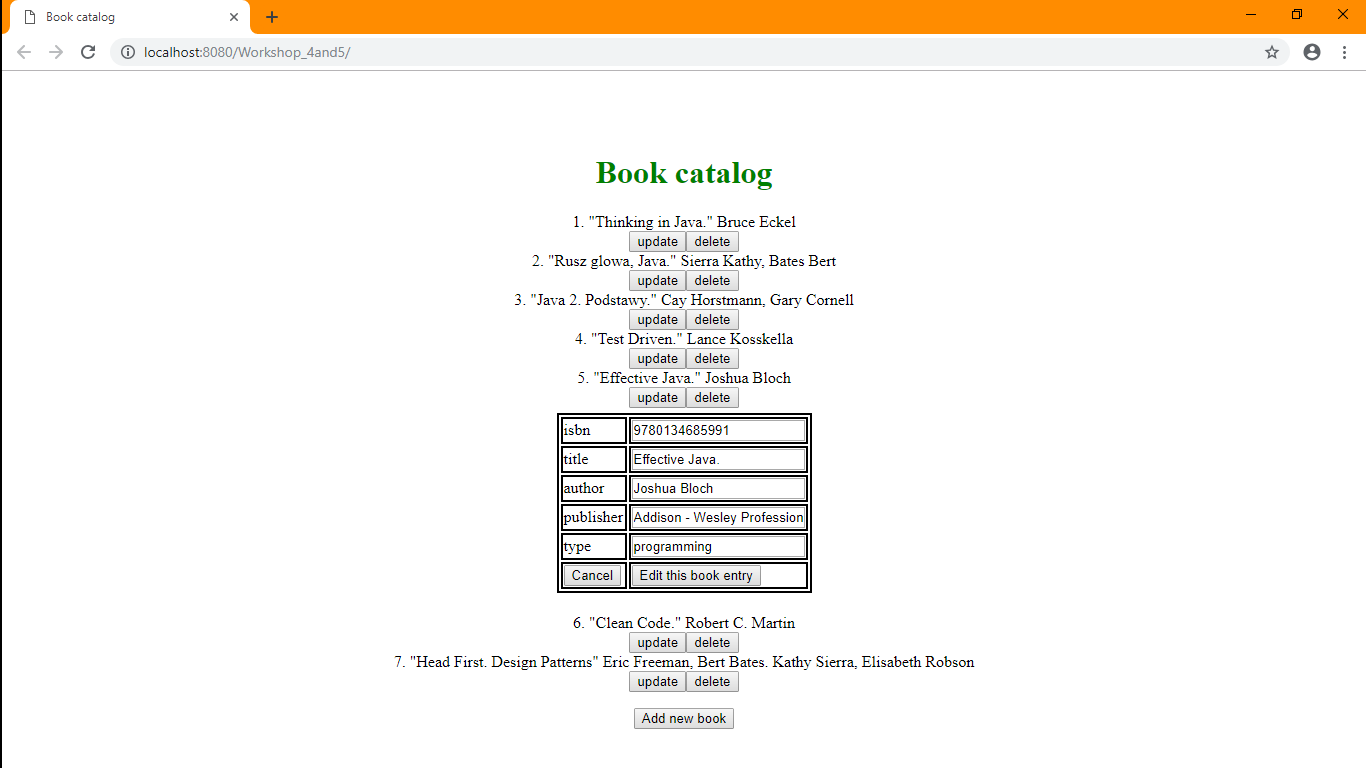 Book catalog
localhost:8080/Workshop_4and5/
Book catalog
1. "Thinking in Java." Bruce Eckel
update delete
2. "Rusz glowa, Java." Sierra Kathy, Bates Bert
update delete
3. "Java 2. Podstawy." Cay Horstmann, Gary Cornell
update delete
4. "Test Driven." Lance Kosskella
update delete
5. "Effective Java." Joshua Bloch
update delete
isbn 9780134685991
title Effective Java.
author Joshua Bloch
publisher Addison - Wesley Profession
type programming
Cancel Edit this book entry
6. "Clean Code." Robert C. Martin
update delete
7. "Head First. Design Patterns" Eric Freeman, Bert Bates. Kathy Sierra, Elisabeth Robson
update delete
Add new book